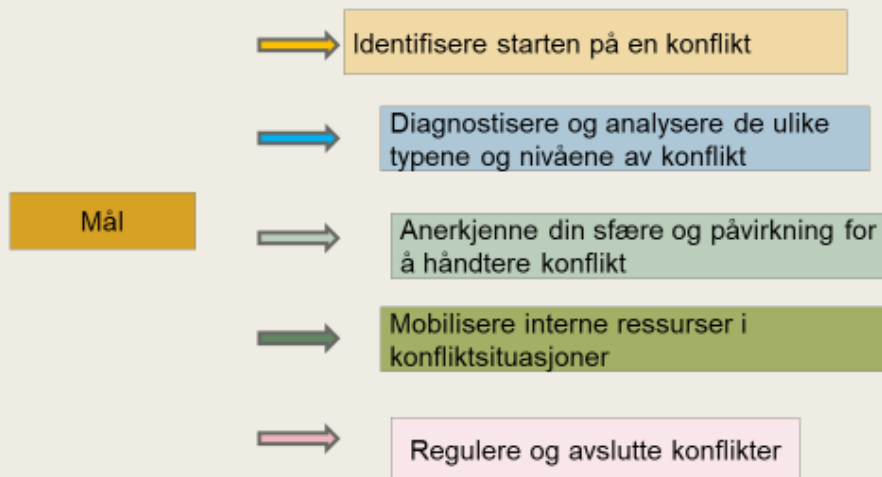 Identifisere starten på en konflikt
Diagnostisere og analysere de ulike
typene og nivåene av konflikt
Mål
Anerkjenne din sfære og påvirkning for
å håndtere konflikt
Mobilisere interne ressurser i
konfliktsituasjoner
Regulere og avslutte konflikter